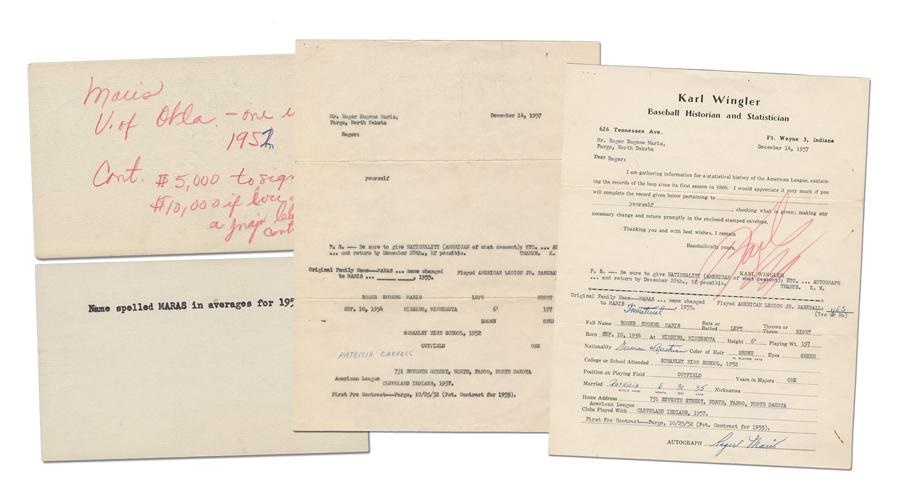 Maris
V. of Okla. - one
195
Cont. $5,000 to sign
$10,000 if
a major
cont
Name spelled MARAS in averages for 195
Mr. Roger Eugene Maris, December 14, 1957
Fargo, North Dakota
Roger:
yourself
P. S. — Be sure to give NATIONALITY (AMERICAN of what descent); ETC. ... A
... and return by December 25th., if possible. THANKS. K.
Original Family Name—MARAS ... name changed Played AMERICAN LEGION JR. BASEBALL
to MARIS ... , 1955.
ROGER EUGENE MARIS LEFT
SEP. 10, 1934 HIBBING, MINNESOTA 6' 197
BROWN
SHANLEY HIGH SCHOOL, 1952
OUTFIELD ONE
PATRICIA
731 SEVENTH STREET, NORTH, FARGO, NORTH DAKOTA
American League
CLEVELAND INDIANS, 1957.
First Pro Contract—Fargo, 10/25/52 (Pct. Contract for 1953).
Karl Wingler
Baseball Historian and Statistician
626 Tennessee Ave. Ft. Wayne 3, Indiana
Mr. Roger Eugene Maris, December 14, 1957
Fargo, North Dakota
Dear Roger:
I am gathering information for a statistical history of the American League, contain-
ing the records of the loop since its first season in 1900. I would appreciate it very much if you
will complete the record given below pertaining to
yourself , checking what is given; making any
necessary change and return promptly in the enclosed stamped envelope.
Thanking you and with best wishes, I remain
Baseballically yours,
Karl
KARL WINGLER
P. S. — Be sure to give NATIONALITY (AMERICAN of what descent); ETC. ... AUTOGRAPH
... and return by December 25th., if possible. THANKS, K. W.
Original Family Name—MARAS ... name changed Played AMERICAN LEGION JR. BASEBALL: yes
to MARIS , 1955. (Yes or No)
Full Name ROGER EUGENE MARIS Bats or Batted LEFT Throws or Threw RIGHT
Born SEP. 10, 1934 At HIBBING, MINNESOTA Height 6' Playing Wt. 197
Nationality Color of Hair BROWN Eyes GREEN
College or School Attended SHANLEY HIGH SCHOOL, 1952
Position on Playing Field OUTFIELD Years in Majors ONE
Married Patricia Nicknames
Home Address 731 SEVENTH STREET, NORTH, FARGO, NORTH DAKOTA
American League
Clubs Played With CLEVELAND INDIANS, 1957.
First Pro Contract—Fargo, 10/25/52 (Pct. Contract for 1953).
AUTOGRAPH Roger Maris